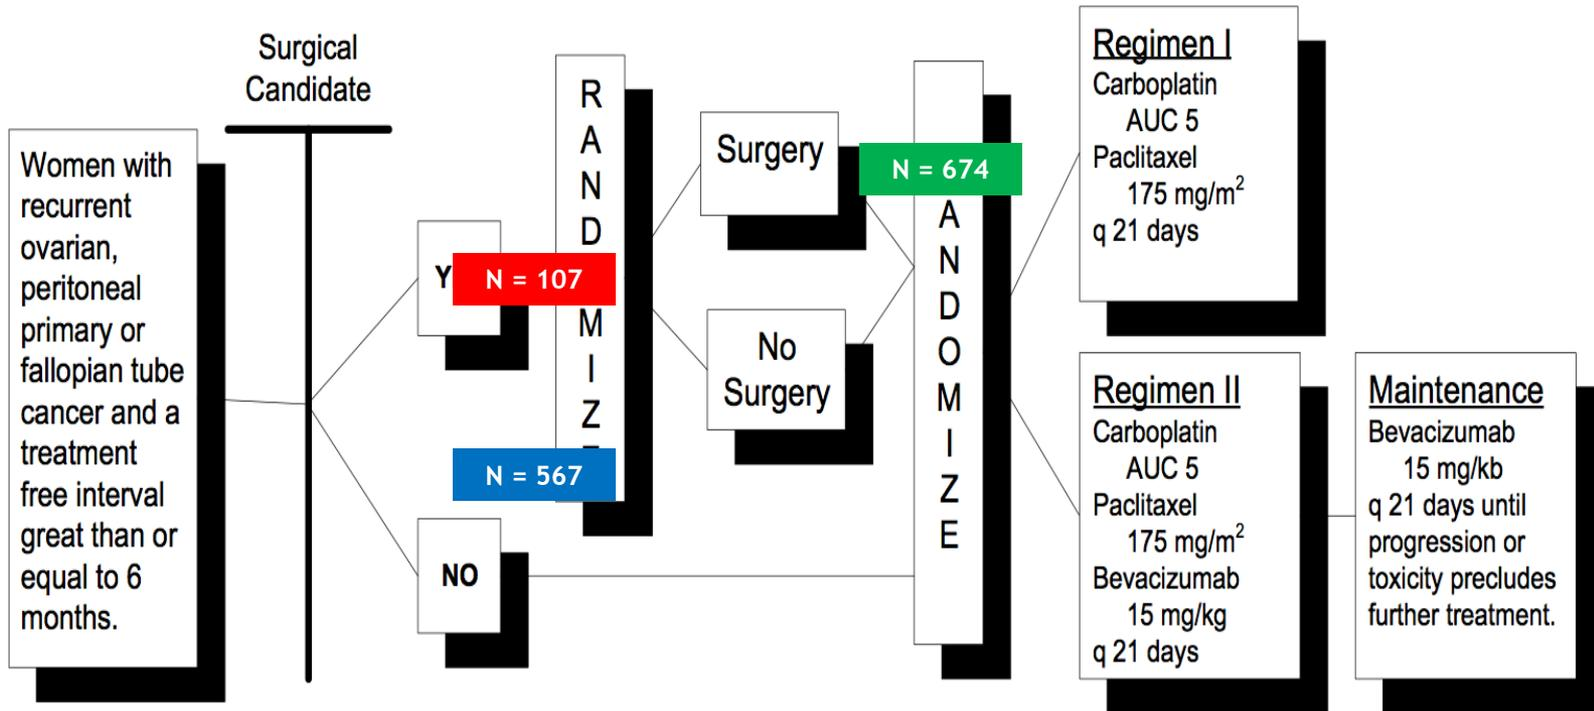 Surgical
Candidate
Women with
recurrent
ovarian,
peritoneal
primary or
fallopian tube
cancer and a
treatment
free interval
great than or
equal to 6
months.
Y
N = 107
N = 567
NO
R
A
N
D
M
I
Z
Surgery
No
Surgery
N = 674
A
N
D
O
M
I
Z
E
Regimen I
Carboplatin
AUC 5
Paclitaxel
175 mg/m²
q 21 days
Regimen II
Carboplatin
AUC 5
Paclitaxel
175 mg/m²
Bevacizumab
15 mg/kg
q 21 days
Maintenance
Bevacizumab
15 mg/kb
q 21 days until
progression or
toxicity precludes
further treatment.